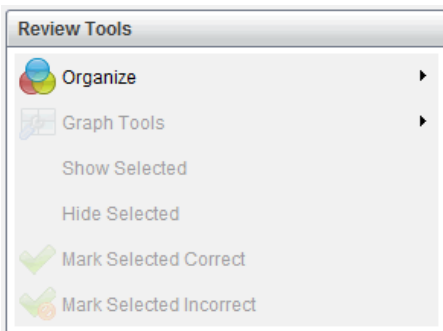 Review Tools
Organize
Graph Tools
Show Selected
Hide Selected
Mark Selected Correct
Mark Selected Incorrect